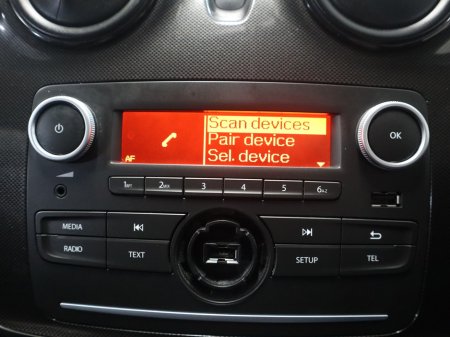 Scan devices
Pair device
Sel. device
AF
OK
1
2
3
4
5
6
MEDIA
RADIO
TEXT
SETUP
TEL